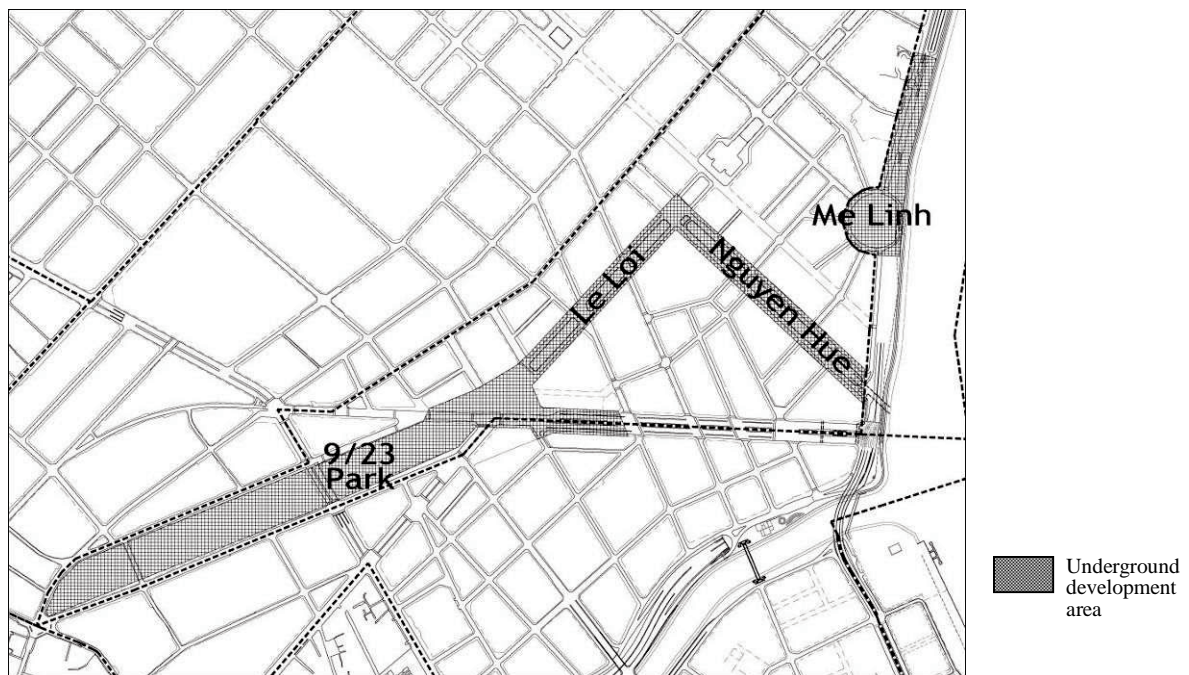 Me Linh
Le Loi
Nguyen Hue
9/23
Park
Underground
development
area